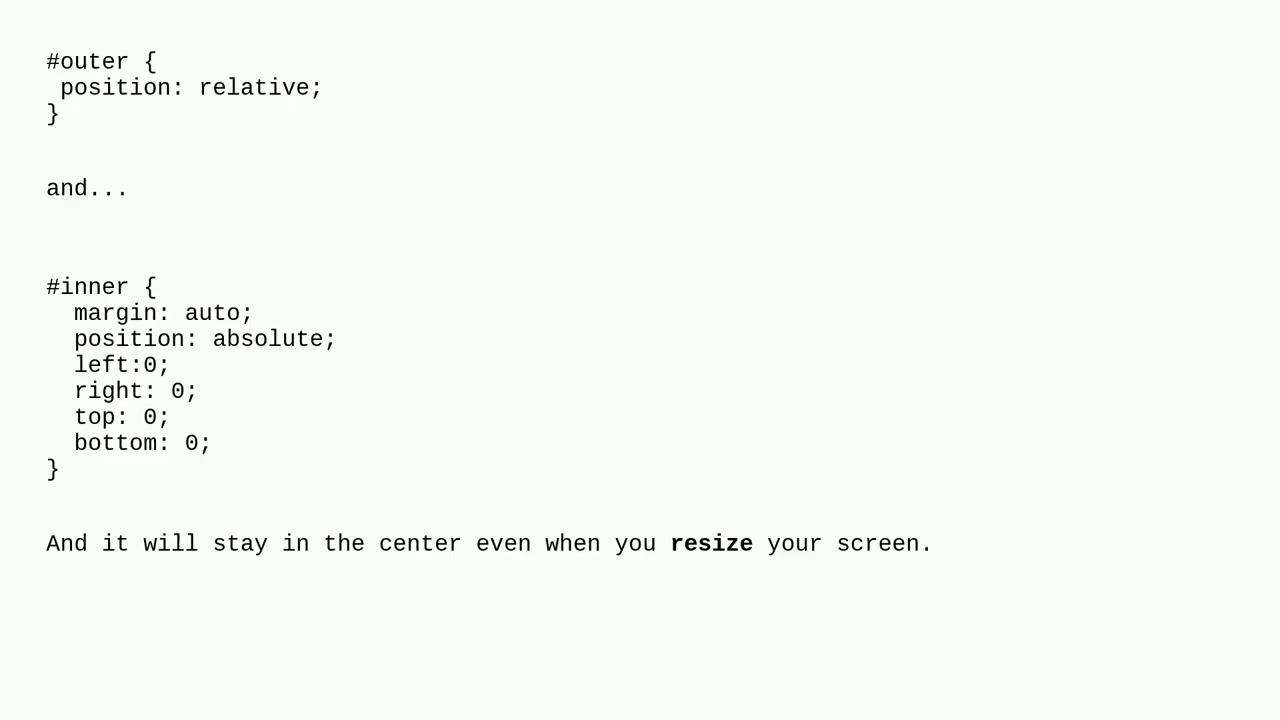 #outer {
 position: relative;
}
and...
#inner {
  margin: auto;
  position: absolute;
  left:0;
  right: 0;
  top: 0;
  bottom: 0;
}
And it will stay in the center even when you resize your screen.